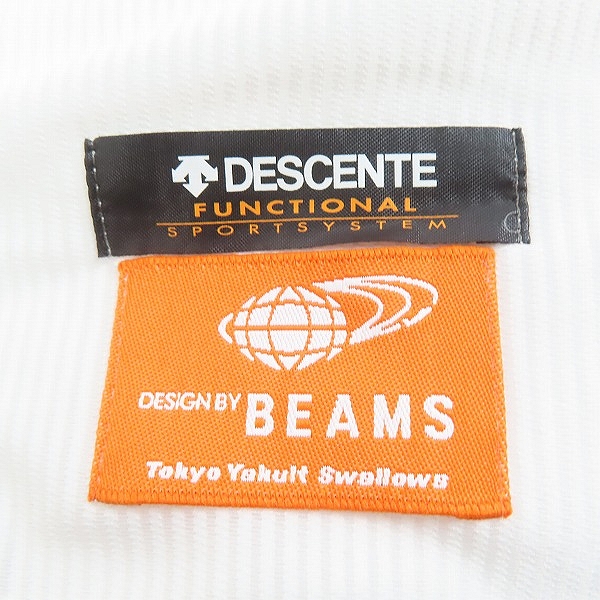 DESCENTE
FUNCTIONAL
SPORTSYSTEM
DESIGN BY BEAMS
Tokyo Yakult Swallows